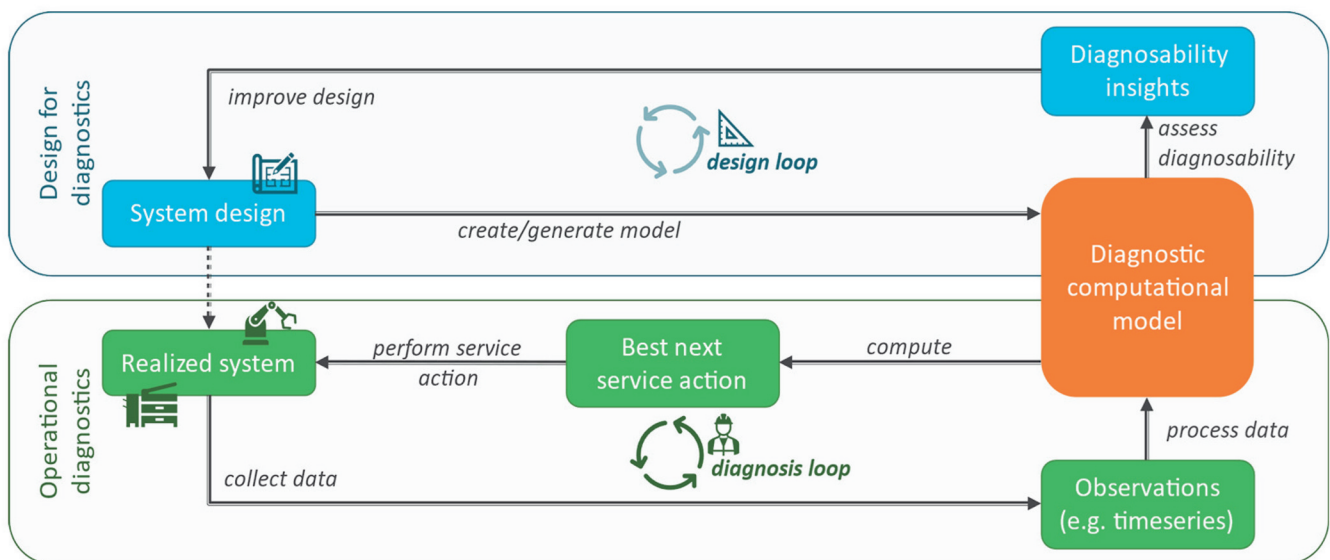 Design for
diagnostics
improve design
design loop
Diagnosability
insights
assess
diagnosability
System design
create/generate model
Diagnostic
computational
model
Operational
diagnostics
Realized system
perform service
action
Best next
service action
compute
diagnosis loop
process data
collect data
Observations
(e.g. timeseries)